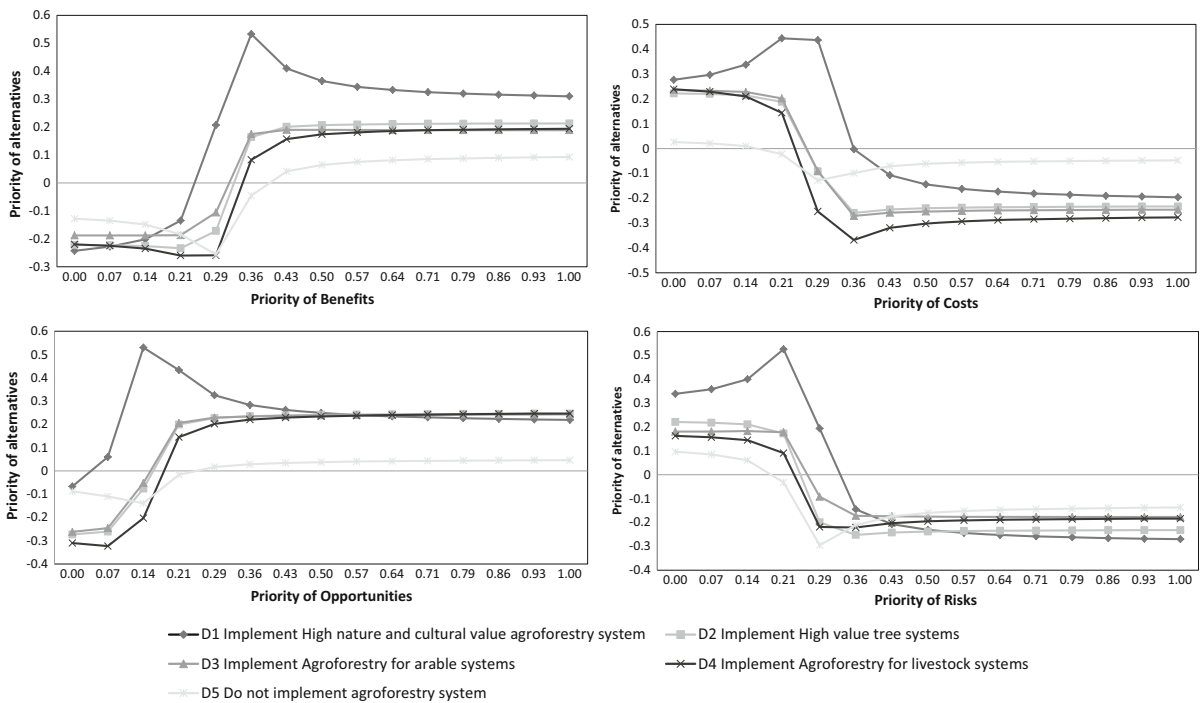 0.6
0.5
0.4
0.3
0.2
0.1
0
-0.1
-0.2
-0.3
Priority of alternatives
0.00 0.07 0.14 0.21 0.29 0.36 0.43 0.50 0.57 0.64 0.71 0.79 0.86 0.93 1.00
Priority of Benefits
0.5
0.4
0.3
0.2
0.1
0
-0.1
-0.2
-0.3
-0.4
-0.5
Priority of alternatives
0.00 0.07 0.14 0.21 0.29 0.36 0.43 0.50 0.57 0.64 0.71 0.79 0.86 0.93 1.00
Priority of Costs
0.6
0.5
0.4
0.3
0.2
0.1
0
-0.1
-0.2
-0.3
-0.4
Priority of alternatives
0.00 0.07 0.14 0.21 0.29 0.36 0.43 0.50 0.57 0.64 0.71 0.79 0.86 0.93 1.00
Priority of Opportunities
0.6
0.5
0.4
0.3
0.2
0.1
0
-0.1
-0.2
-0.3
-0.4
Priority of alternatives
0.00 0.07 0.14 0.21 0.29 0.36 0.43 0.50 0.57 0.64 0.71 0.79 0.86 0.93 1.00
Priority of Risks
D1 Implement High nature and cultural value agroforestry system
D2 Implement High value tree systems
D3 Implement Agroforestry for arable systems
D4 Implement Agroforestry for livestock systems
D5 Do not implement agroforestry system